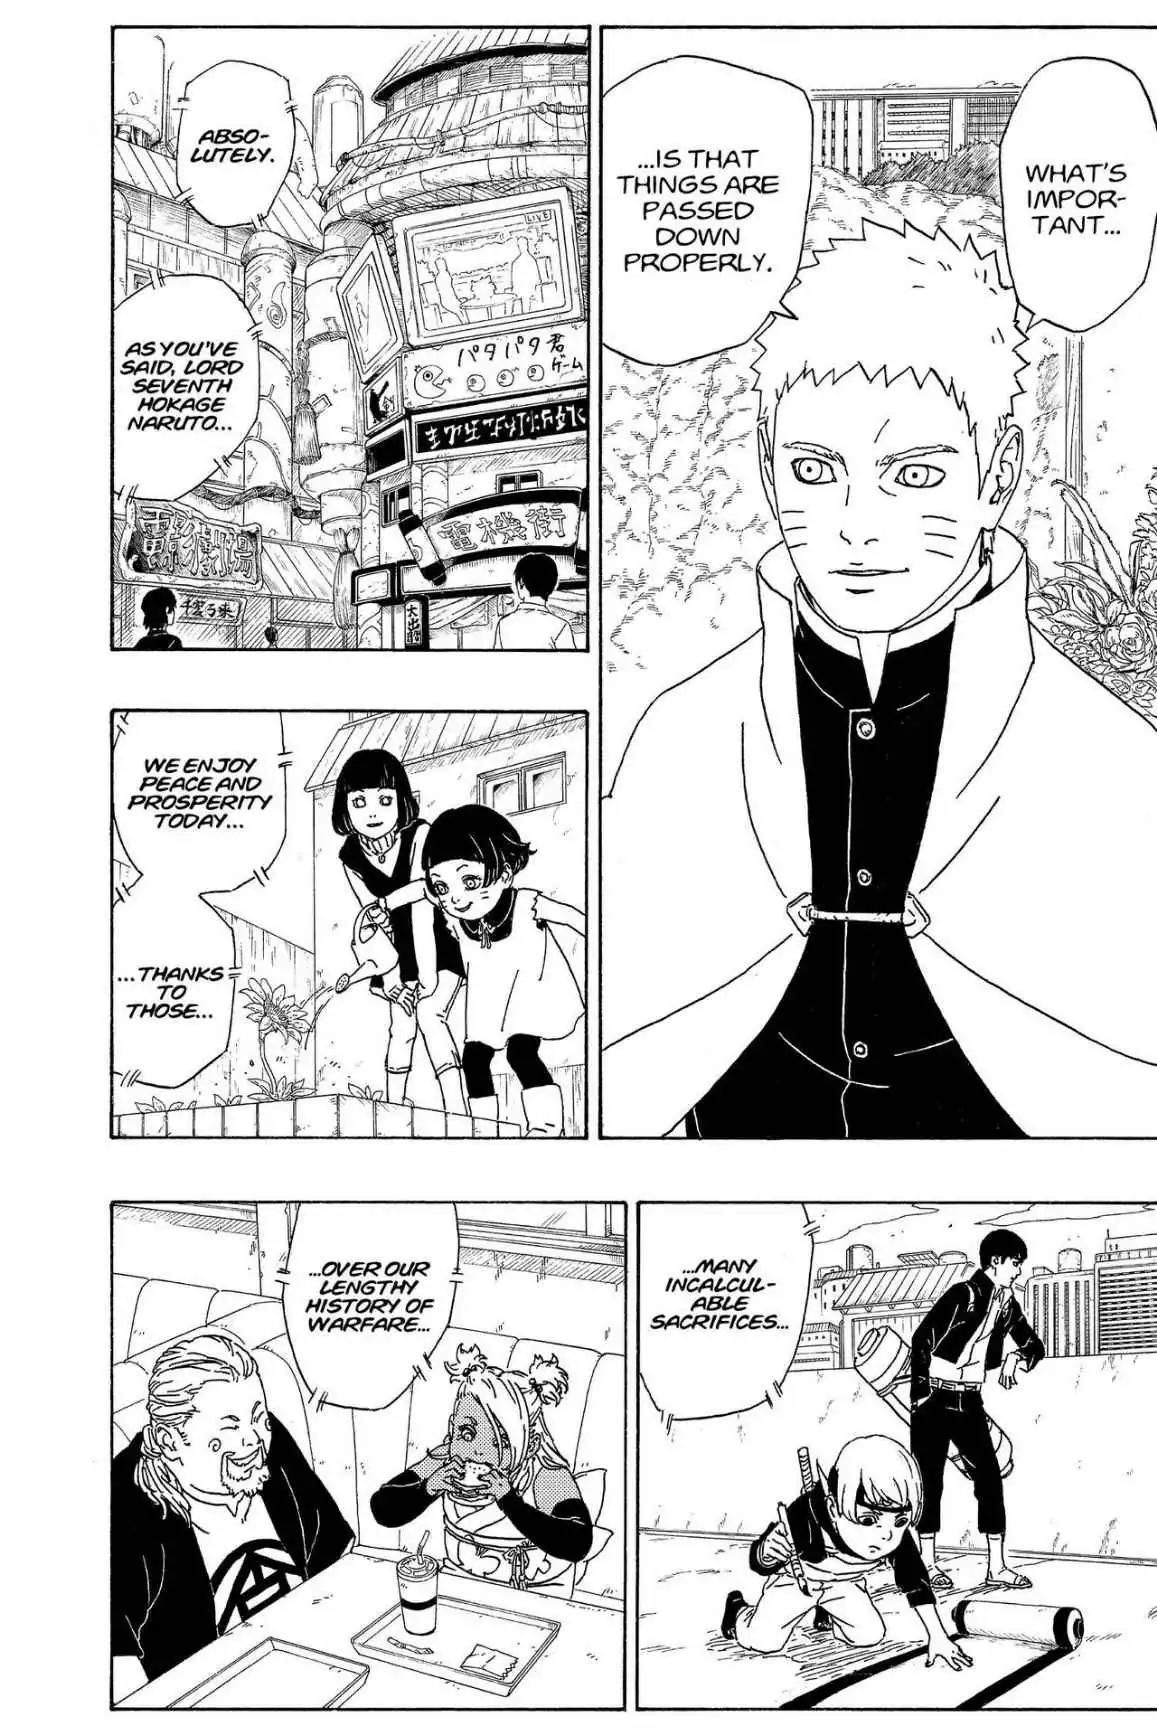 WHAT'S
IMPOR-
TANT...
...IS THAT
THINGS ARE
PASSED
DOWN
PROPERLY.
ABSO-
LUTELY.
AS YOU'VE
SAID, LORD
SEVENTH
HOKAGE
NARUTO...
LIVE
パタパタ君
ゲーム
電機街
大出
WE ENJOY
PEACE AND
PROSPERITY
TODAY...
...THANKS
TO
THOSE...
...MANY
INCALCUL-
ABLE
SACRIFICES...
...OVER OUR
LENGTHY
HISTORY OF
WARFARE...